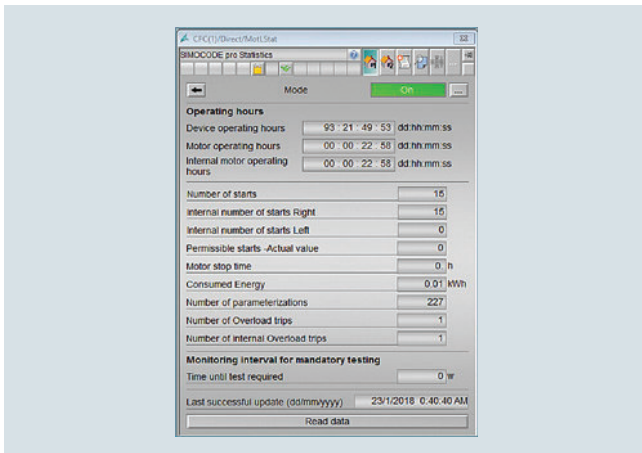 CFC(1)/Direct/MotLStat
SIMOCODE pro Statistics
Mode On ...
Operating hours
Device operating hours 93 : 21 : 49 : 53 dd:hh:mm:ss
Motor operating hours 00 : 00 : 22 : 58 dd:hh:mm:ss
Internal motor operating 00 : 00 : 22 : 58 dd:hh:mm:ss
hours
Number of starts 15
Internal number of starts Right 15
Internal number of starts Left 0
Permissible starts -Actual value 0
Motor stop time 0. h
Consumed Energy 0.01 kWh
Number of parameterizations 227
Number of Overload trips 1
Number of internal Overload trips 1
Monitoring interval for mandatory testing
Time until test required 0 w
Last successful update (dd/mm/yyyy) 23/1/2018 0:40:40 AM
Read data